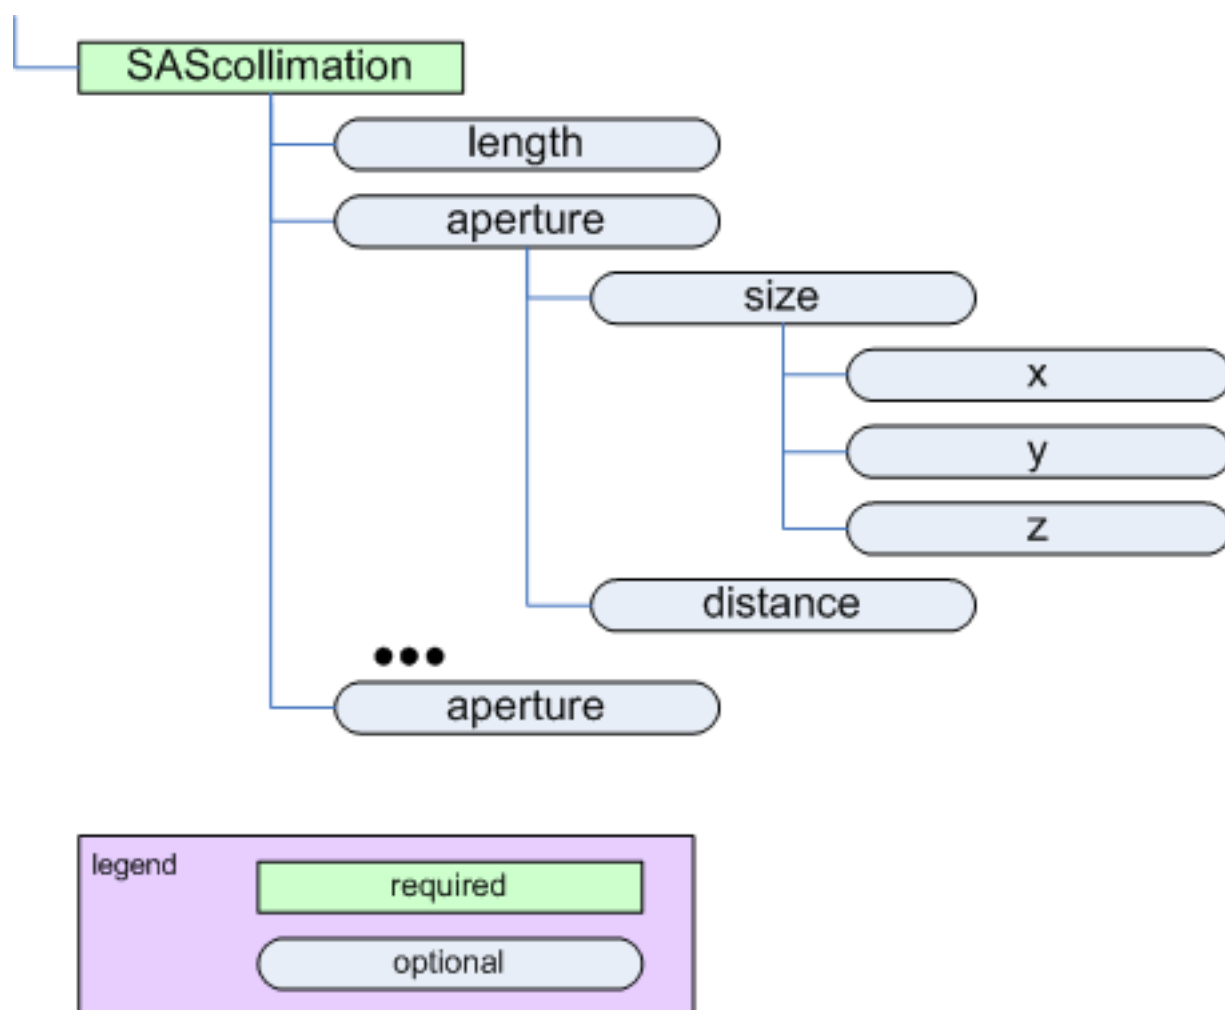 SAScollimation
length
aperture
size
x
y
z
distance
•••
aperture
legend
required
optional